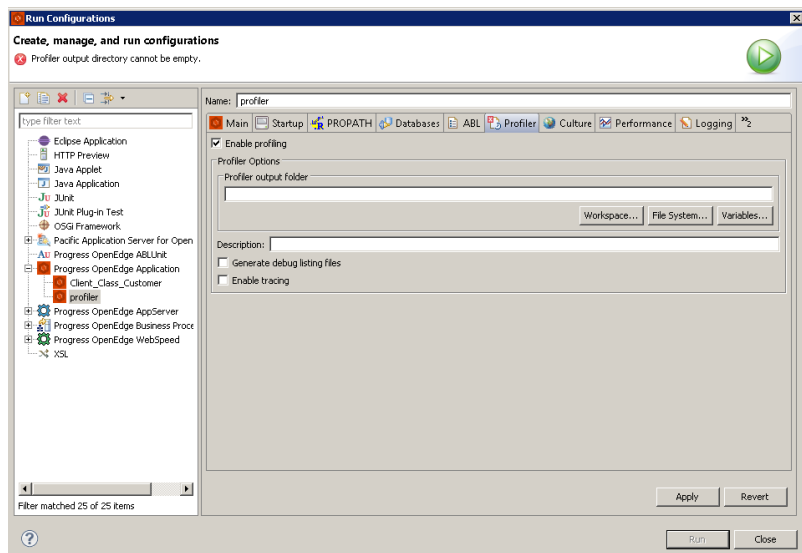 Run Configurations
Create, manage, and run configurations
Profiler output directory cannot be empty.
type filter text
Eclipse Application
HTTP Preview
Java Applet
Java Application
JUnit
JUnit Plug-in Test
OSGi Framework
Pacific Application Server for Open
Progress OpenEdge ABLUnit
Progress OpenEdge Application
Client_Class_Customer
profiler
Progress OpenEdge AppServer
Progress OpenEdge Business Proce
Progress OpenEdge WebSpeed
XSL
Filter matched 25 of 25 items
Name: profiler
Main Startup PROPATH Databases ABL Profiler Culture Performance Logging »2
Enable profiling
Profiler Options
Profiler output folder
Workspace... File System... Variables...
Description:
Generate debug listing files
Enable tracing
Apply Revert
Run Close